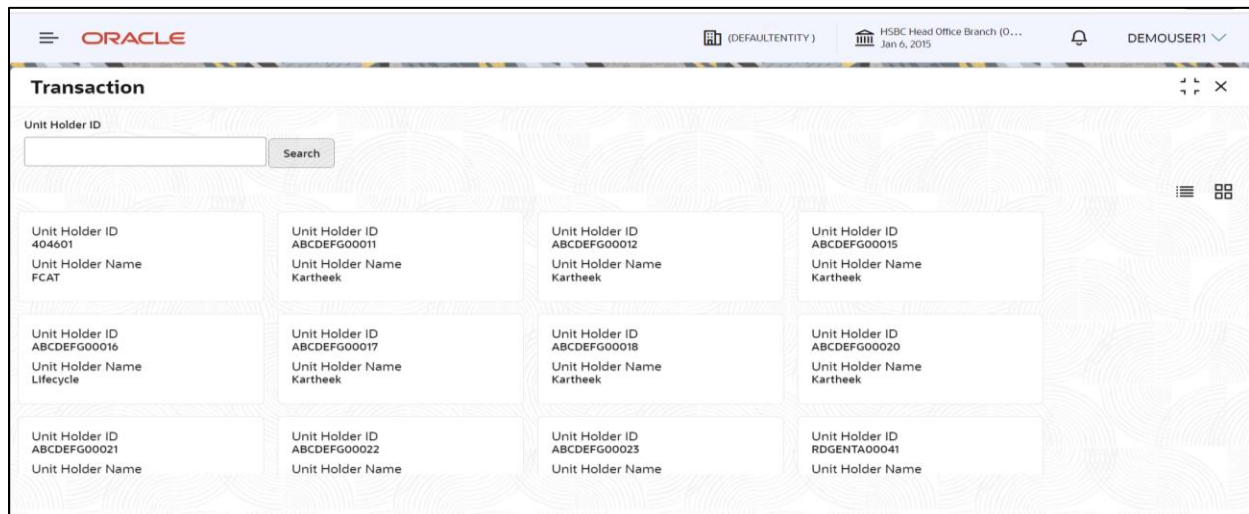 ORACLE
(DEFAULTENTITY )
HSBC Head Office Branch (0...
Jan 6, 2015
DEMOUSER1
Transaction
Unit Holder ID
Search
Unit Holder ID
404601
Unit Holder Name
FCAT
Unit Holder ID
ABCDEFG00011
Unit Holder Name
Kartheek
Unit Holder ID
ABCDEFG00012
Unit Holder Name
Kartheek
Unit Holder ID
ABCDEFG00015
Unit Holder Name
Kartheek
Unit Holder ID
ABCDEFG00016
Unit Holder Name
Lifecycle
Unit Holder ID
ABCDEFG00017
Unit Holder Name
Kartheek
Unit Holder ID
ABCDEFG00018
Unit Holder Name
Kartheek
Unit Holder ID
ABCDEFG00020
Unit Holder Name
Kartheek
Unit Holder ID
ABCDEFG00021
Unit Holder Name
Unit Holder ID
ABCDEFG00022
Unit Holder Name
Unit Holder ID
ABCDEFG00023
Unit Holder Name
Unit Holder ID
RDGENTA00041
Unit Holder Name